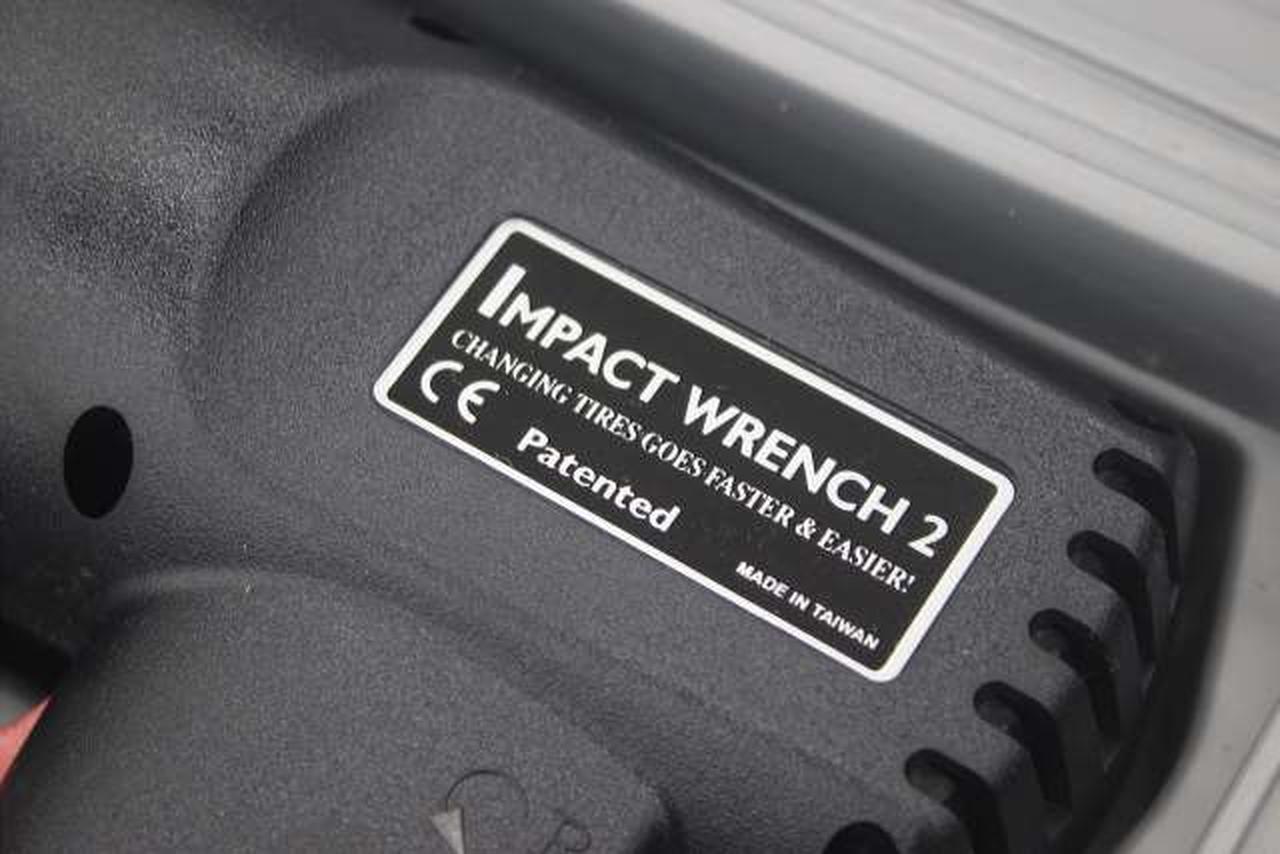 IMPACT WRENCH 2
CHANGING TIRES GOES FASTER & EASIER!
CE
Patented
MADE IN TAIWAN
R